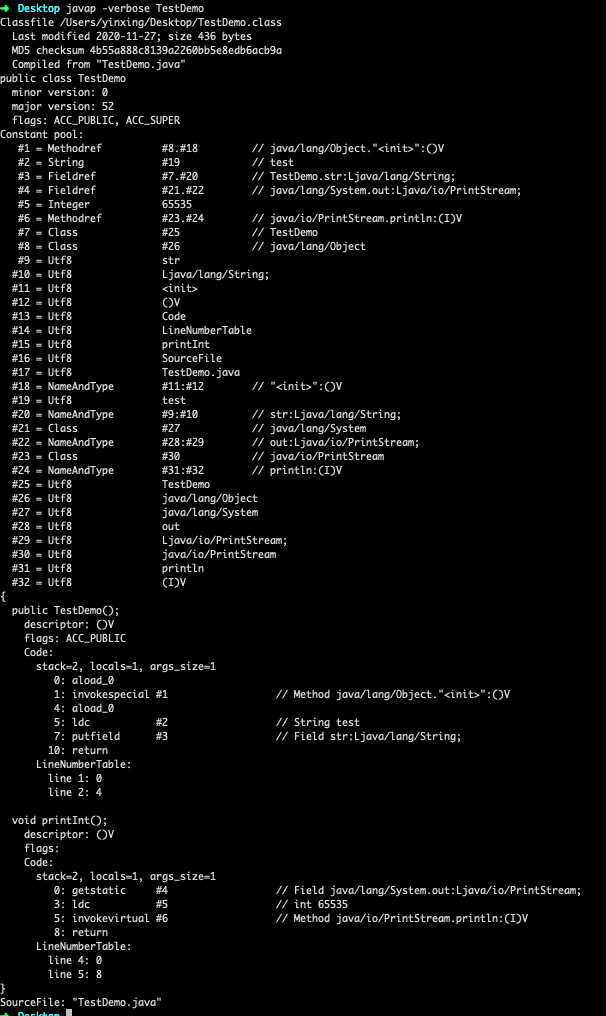 ➜ Desktop javap -verbose TestDemo
Classfile /Users/yinxing/Desktop/TestDemo.class
  Last modified 2020-11-27; size 436 bytes
  MD5 checksum 4b55a888c8139a2260bb5e8edb6acb9a
  Compiled from "TestDemo.java"
public class TestDemo
  minor version: 0
  major version: 52
  flags: ACC_PUBLIC, ACC_SUPER
Constant pool:
   #1 = Methodref          #8.#18         // java/lang/Object."<init>":()V
   #2 = String             #19            // test
   #3 = Fieldref           #7.#20         // TestDemo.str:Ljava/lang/String;
   #4 = Fieldref           #21.#22        // java/lang/System.out:Ljava/io/PrintStream;
   #5 = Integer            65535
   #6 = Methodref          #23.#24        // java/io/PrintStream.println:(I)V
   #7 = Class              #25            // TestDemo
   #8 = Class              #26            // java/lang/Object
   #9 = Utf8               str
  #10 = Utf8               Ljava/lang/String;
  #11 = Utf8               <init>
  #12 = Utf8               ()V
  #13 = Utf8               Code
  #14 = Utf8               LineNumberTable
  #15 = Utf8               printInt
  #16 = Utf8               SourceFile
  #17 = Utf8               TestDemo.java
  #18 = NameAndType        #11:#12        // "<init>":()V
  #19 = Utf8               test
  #20 = NameAndType        #9:#10         // str:Ljava/lang/String;
  #21 = Class              #27            // java/lang/System
  #22 = NameAndType        #28:#29        // out:Ljava/io/PrintStream;
  #23 = Class              #30            // java/io/PrintStream
  #24 = NameAndType        #31:#32        // println:(I)V
  #25 = Utf8               TestDemo
  #26 = Utf8               java/lang/Object
  #27 = Utf8               java/lang/System
  #28 = Utf8               out
  #29 = Utf8               Ljava/io/PrintStream;
  #30 = Utf8               java/io/PrintStream
  #31 = Utf8               println
  #32 = Utf8               (I)V
{
  public TestDemo();
    descriptor: ()V
    flags: ACC_PUBLIC
    Code:
      stack=2, locals=1, args_size=1
         0: aload_0
         1: invokespecial #1                  // Method java/lang/Object."<init>":()V
         4: aload_0
         5: ldc           #2                  // String test
         7: putfield      #3                  // Field str:Ljava/lang/String;
        10: return
      LineNumberTable:
        line 1: 0
        line 2: 4

  void printInt();
    descriptor: ()V
    flags:
    Code:
      stack=2, locals=1, args_size=1
         0: getstatic     #4                  // Field java/lang/System.out:Ljava/io/PrintStream;
         3: ldc           #5                  // int 65535
         5: invokevirtual #6                  // Method java/io/PrintStream.println:(I)V
         8: return
      LineNumberTable:
        line 4: 0
        line 5: 8
}
SourceFile: "TestDemo.java"
➜ Desktop